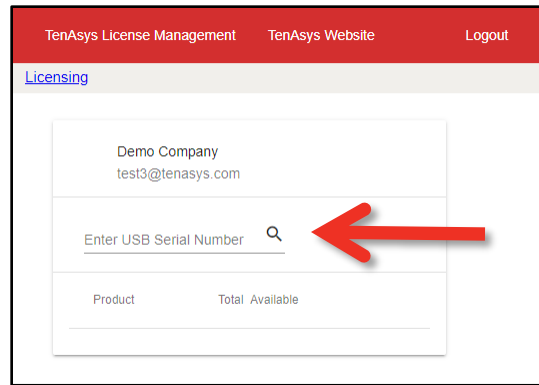 TenAsys License Management TenAsys Website Logout
Licensing
Demo Company
test3@tenasys.com
Enter USB Serial Number
Product Total Available